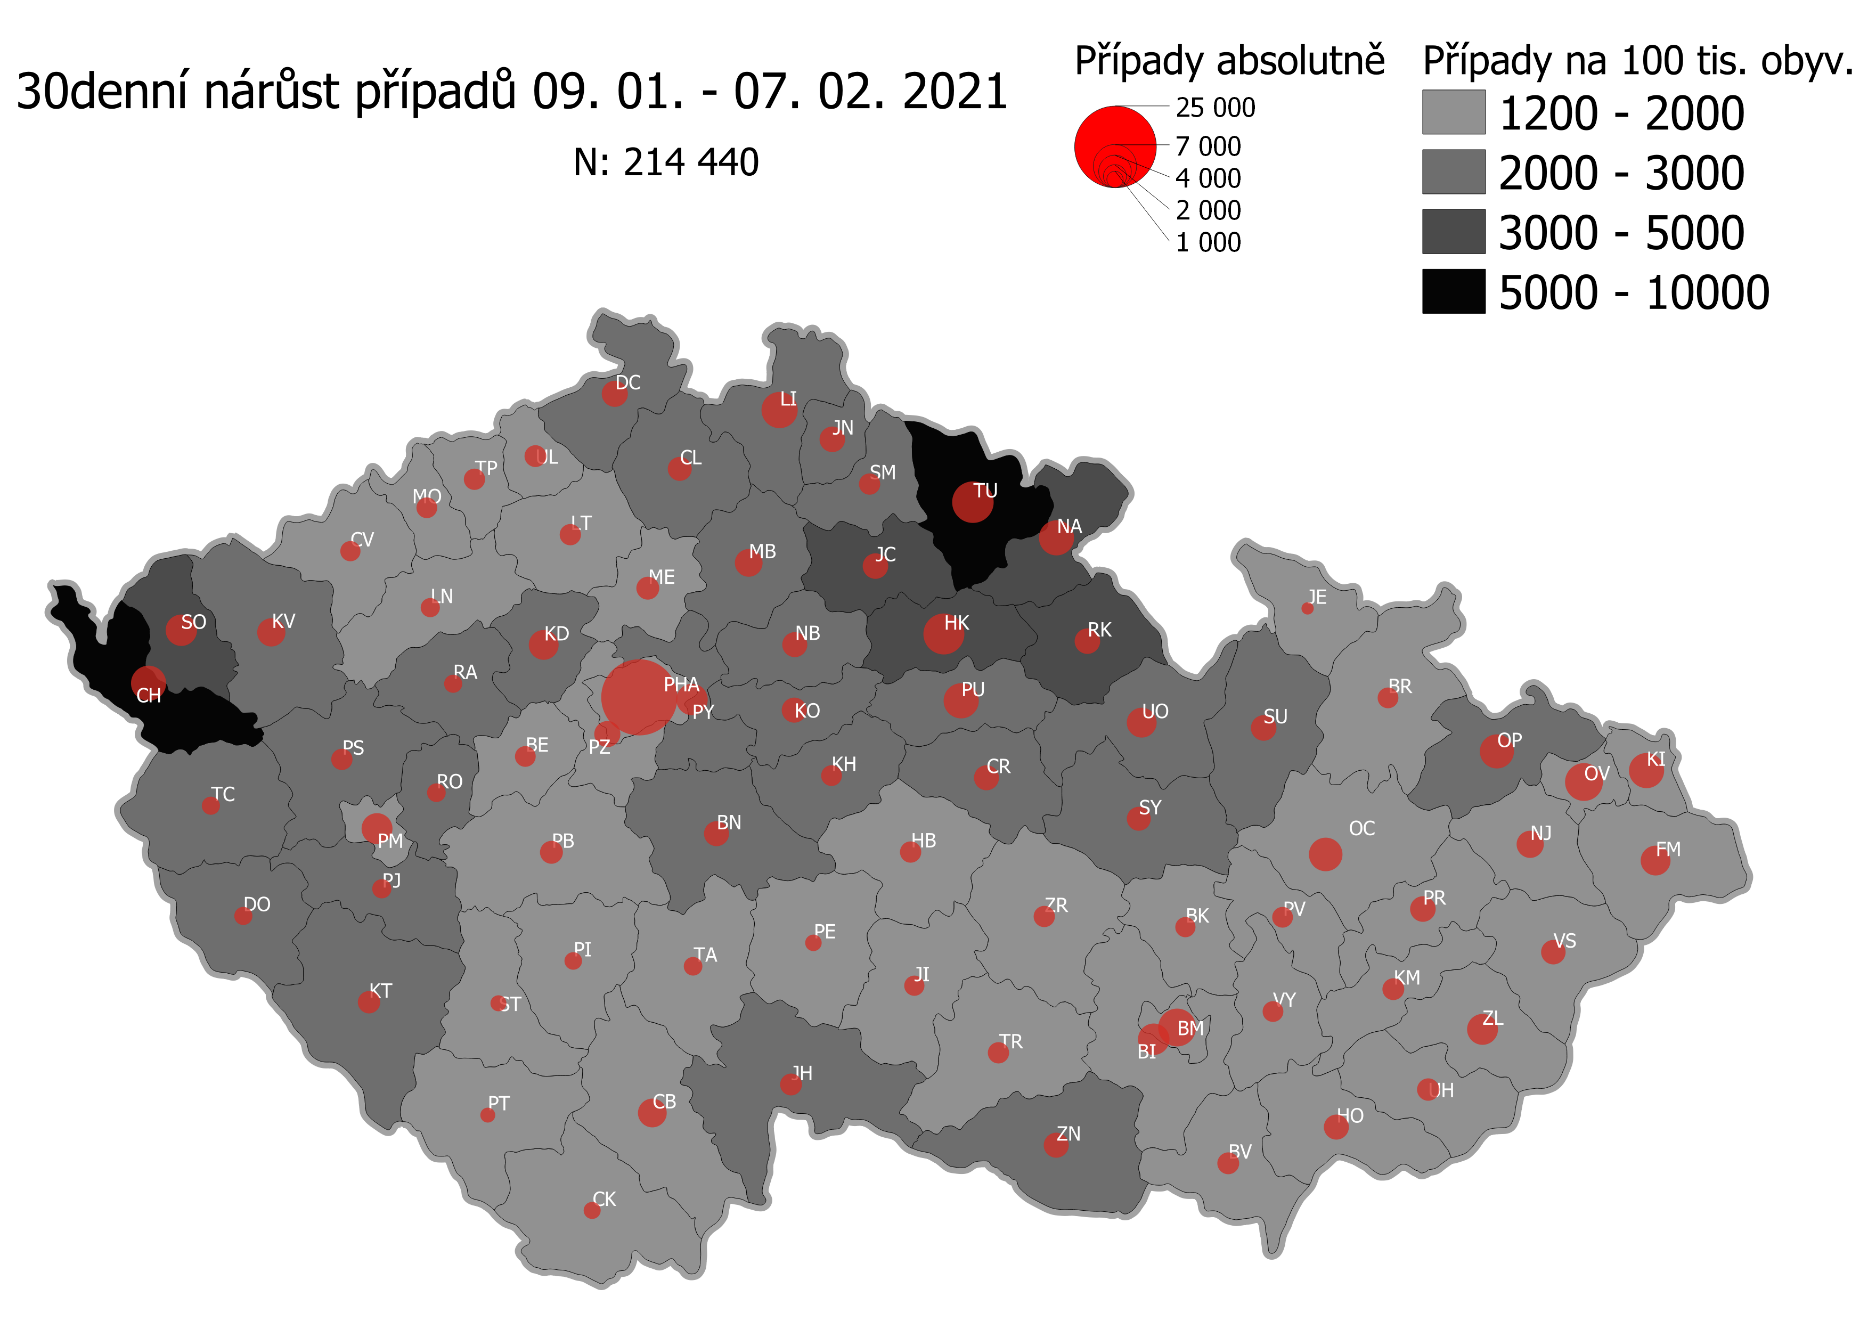 30denní nárůst případů 09. 01. - 07. 02. 2021
N: 214 440
Případy absolutně
25 000
7 000
4 000
2 000
1 000
Případy na 100 tis. obyv.
1200 - 2000
2000 - 3000
3000 - 5000
5000 - 10000
DC
LI
JN
CL
UL
TP
SM
MO
TU
LT
NA
CV
MB
JC
ME
LN
JE
SO
KV
KD
NB
HK
RK
RA
PHA
CH
PY
KO
PU
UO
SU
BR
PS
BE
PZ
OP
KI
TC
RO
KH
CR
OV
SY
PM
PB
BN
HB
OC
NJ
FM
PJ
DO
PR
ZR
BK
PV
PE
VS
PI
TA
JI
KM
KT
ST
VY
ZL
TR
BM
BI
JH
UH
PT
CB
HO
ZN
BV
CK